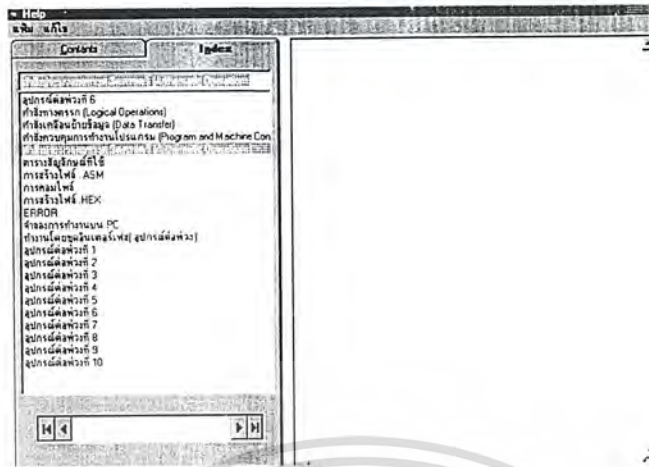 Help
แฟ้ม แก้ไข
Contents Index
อุปกรณ์ต่อพ่วงที่ 6
คำสั่งทางตรรก (Logical Operations)
คำสั่งเคลื่อนย้ายข้อมูล (Data Transfer)
คำสั่งควบคุมการทำงานโปรแกรม (Program and Machine Con
ตารางสัญลักษณ์ที่ใช้
การสร้างไฟล์ .ASM
การคอมไพล์
การสร้างไฟล์ .HEX
ERROR
จำลองการทำงานบน PC
ทำงานโดยชุดอินเตอร์เฟส( อุปกรณ์ต่อพ่วง)
อุปกรณ์ต่อพ่วงที่ 1
อุปกรณ์ต่อพ่วงที่ 2
อุปกรณ์ต่อพ่วงที่ 3
อุปกรณ์ต่อพ่วงที่ 4
อุปกรณ์ต่อพ่วงที่ 5
อุปกรณ์ต่อพ่วงที่ 6
อุปกรณ์ต่อพ่วงที่ 7
อุปกรณ์ต่อพ่วงที่ 8
อุปกรณ์ต่อพ่วงที่ 9
อุปกรณ์ต่อพ่วงที่ 10